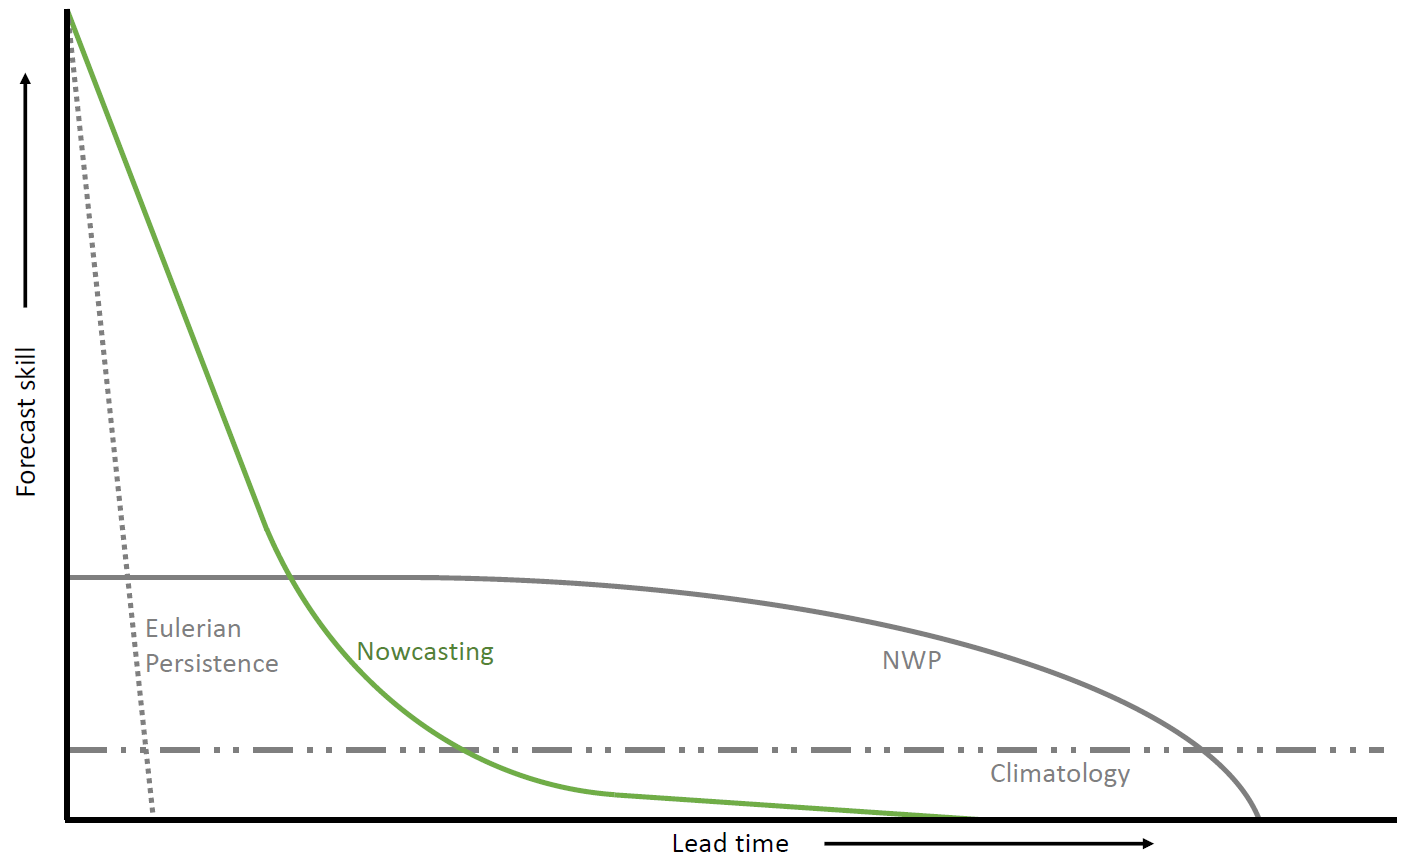 Forecast skill
Eulerian
Persistence
Nowcasting
NWP
Climatology
Lead time